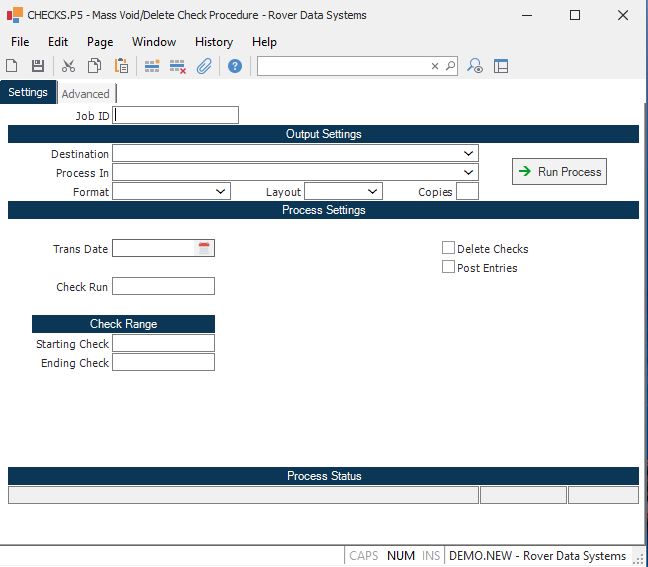 CHECKS.P5 - Mass Void/Delete Check Procedure - Rover Data Systems
File Edit Page Window History Help
Settings Advanced
Job ID
Output Settings
Destination
Process In
Run Process
Format Layout Copies
Process Settings
Trans Date
Delete Checks
Post Entries
Check Run
Check Range
Starting Check
Ending Check
Process Status
CAPS NUM INS DEMO.NEW - Rover Data Systems